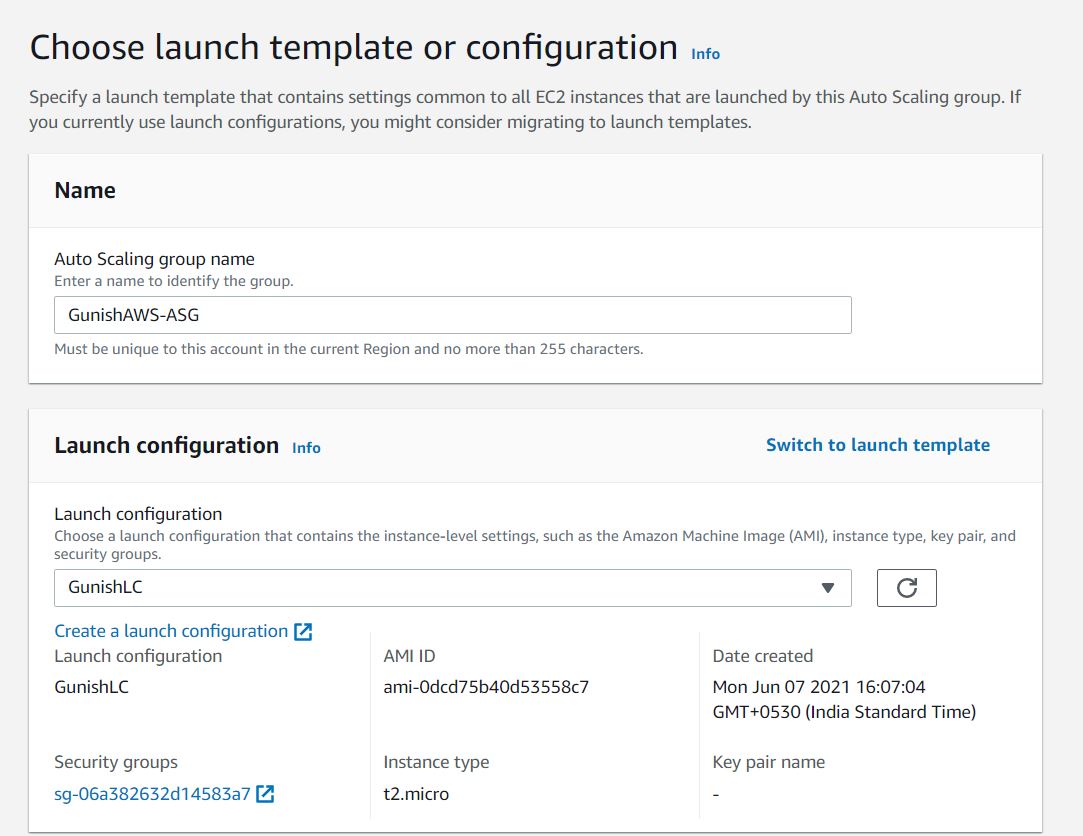 Choose launch template or configuration Info
Specify a launch template that contains settings common to all EC2 instances that are launched by this Auto Scaling group. If
you currently use launch configurations, you might consider migrating to launch templates.
Name
Auto Scaling group name
Enter a name to identify the group.
GunishAWS-ASG
Must be unique to this account in the current Region and no more than 255 characters.
Launch configuration Info
Switch to launch template
Launch configuration
Choose a launch configuration that contains the instance-level settings, such as the Amazon Machine Image (AMI), instance type, key pair, and
security groups.
GunishLC
Create a launch configuration
Launch configuration
GunishLC
AMI ID
ami-0dcd75b40d53558c7
Date created
Mon Jun 07 2021 16:07:04
GMT+0530 (India Standard Time)
Security groups
sg-06a382632d14583a7
Instance type
t2.micro
Key pair name
-